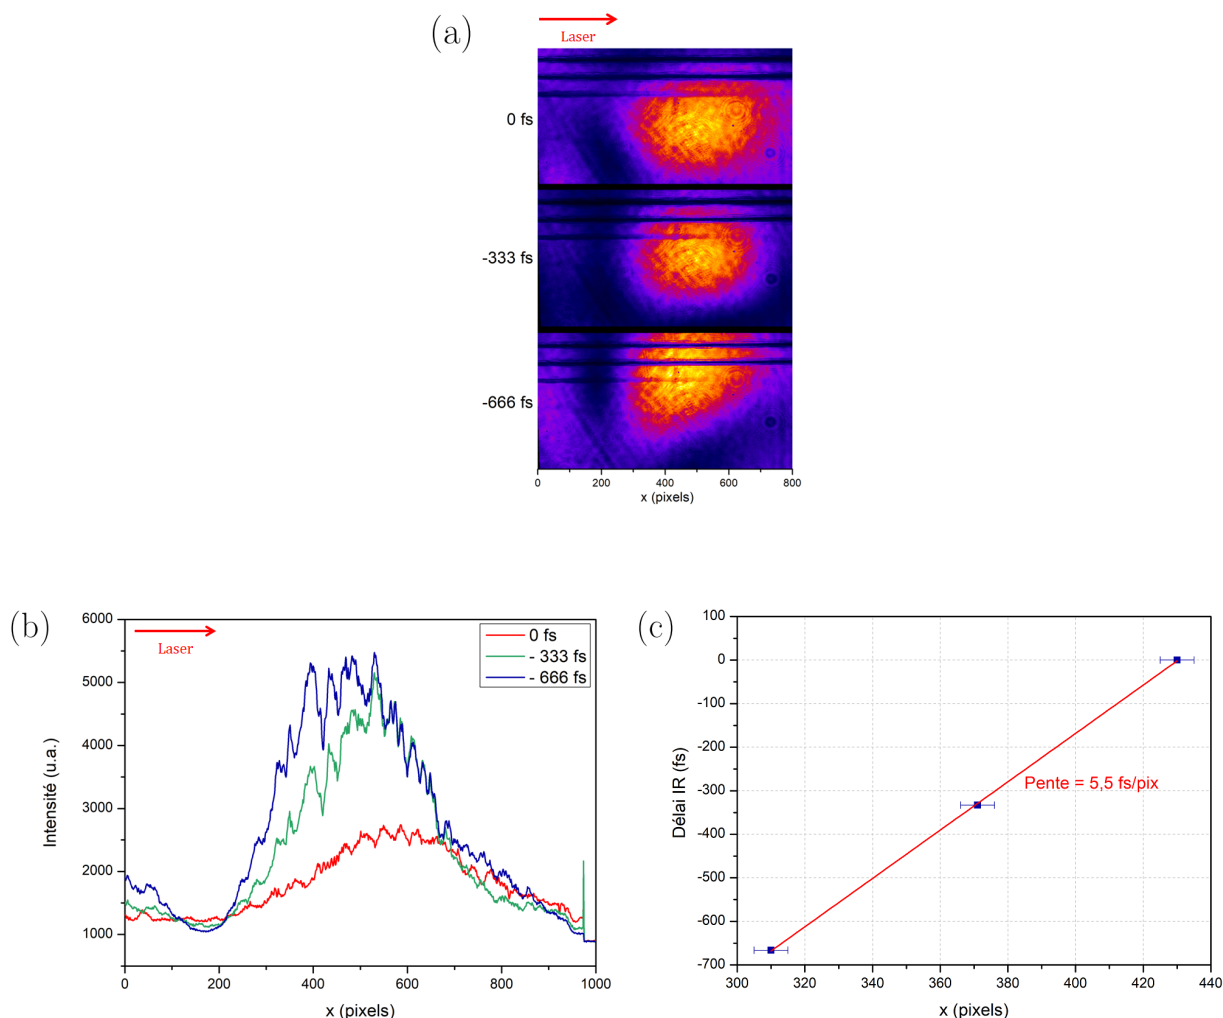 (a)
Laser
0 fs
-333 fs
-666 fs
0 200 400 600 800
x (pixels)
(b)
Laser
0 fs
- 333 fs
- 666 fs
6000
5000
4000
3000
2000
1000
Intensité (u.a.)
0 200 400 600 800 1000
x (pixels)
(c)
100
0
-100
-200
-300
-400
-500
-600
-700
Délai IR (fs)
Pente = 5,5 fs/pix
300 320 340 360 380 400 420 440
x (pixels)